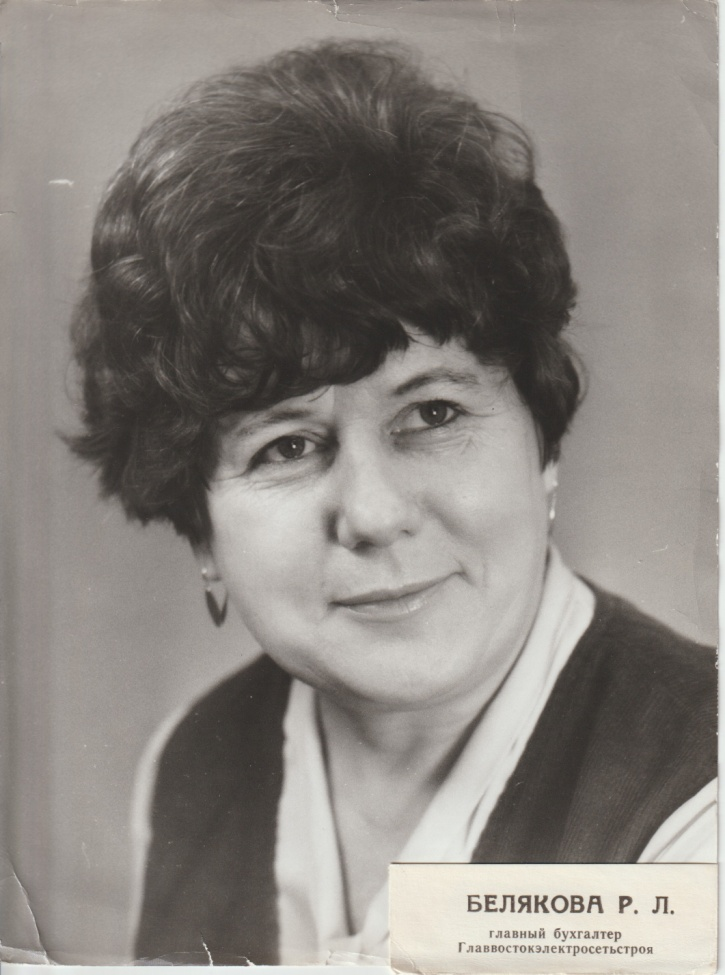 БЕЛЯКОВА Р. Л.
главный бухгалтер
Главвостокэлектросетьстроя